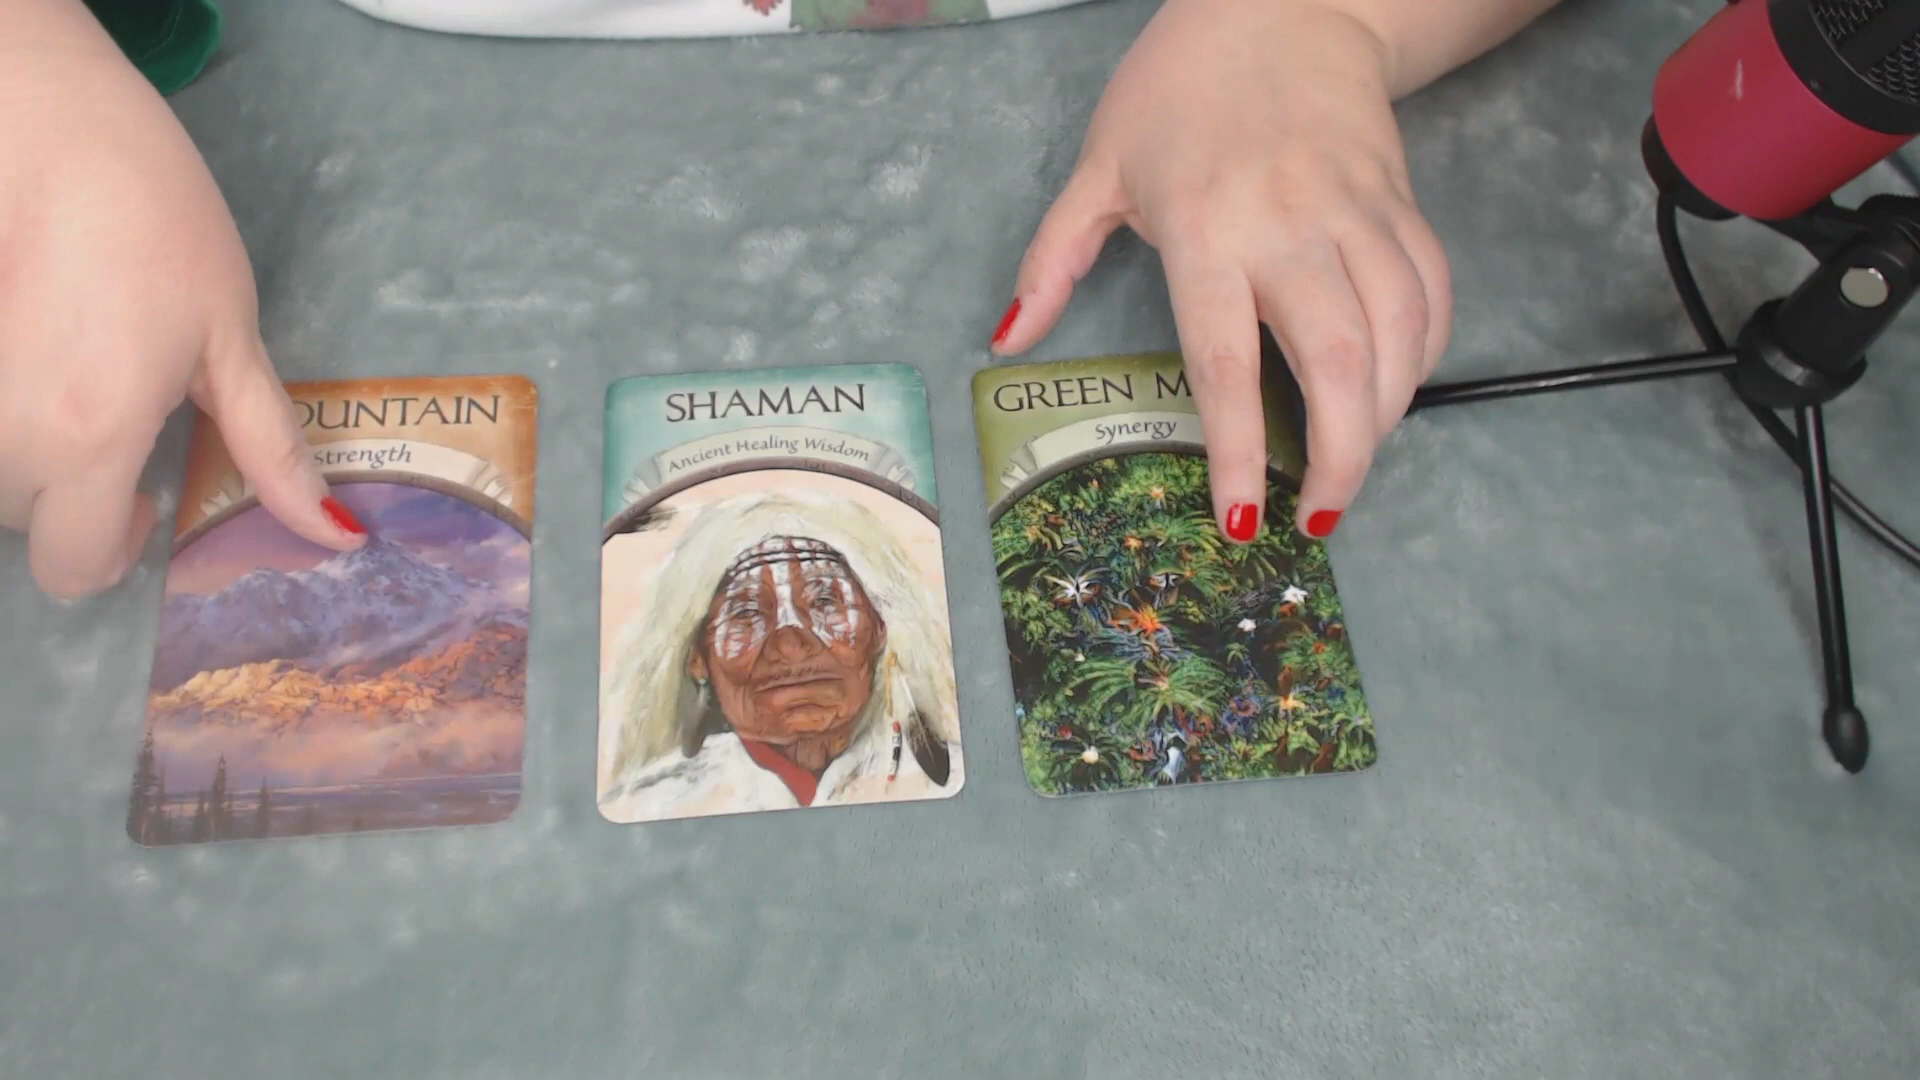 OUNTAIN
Strength
SHAMAN
Ancient Healing Wisdom
GREEN M
Synergy